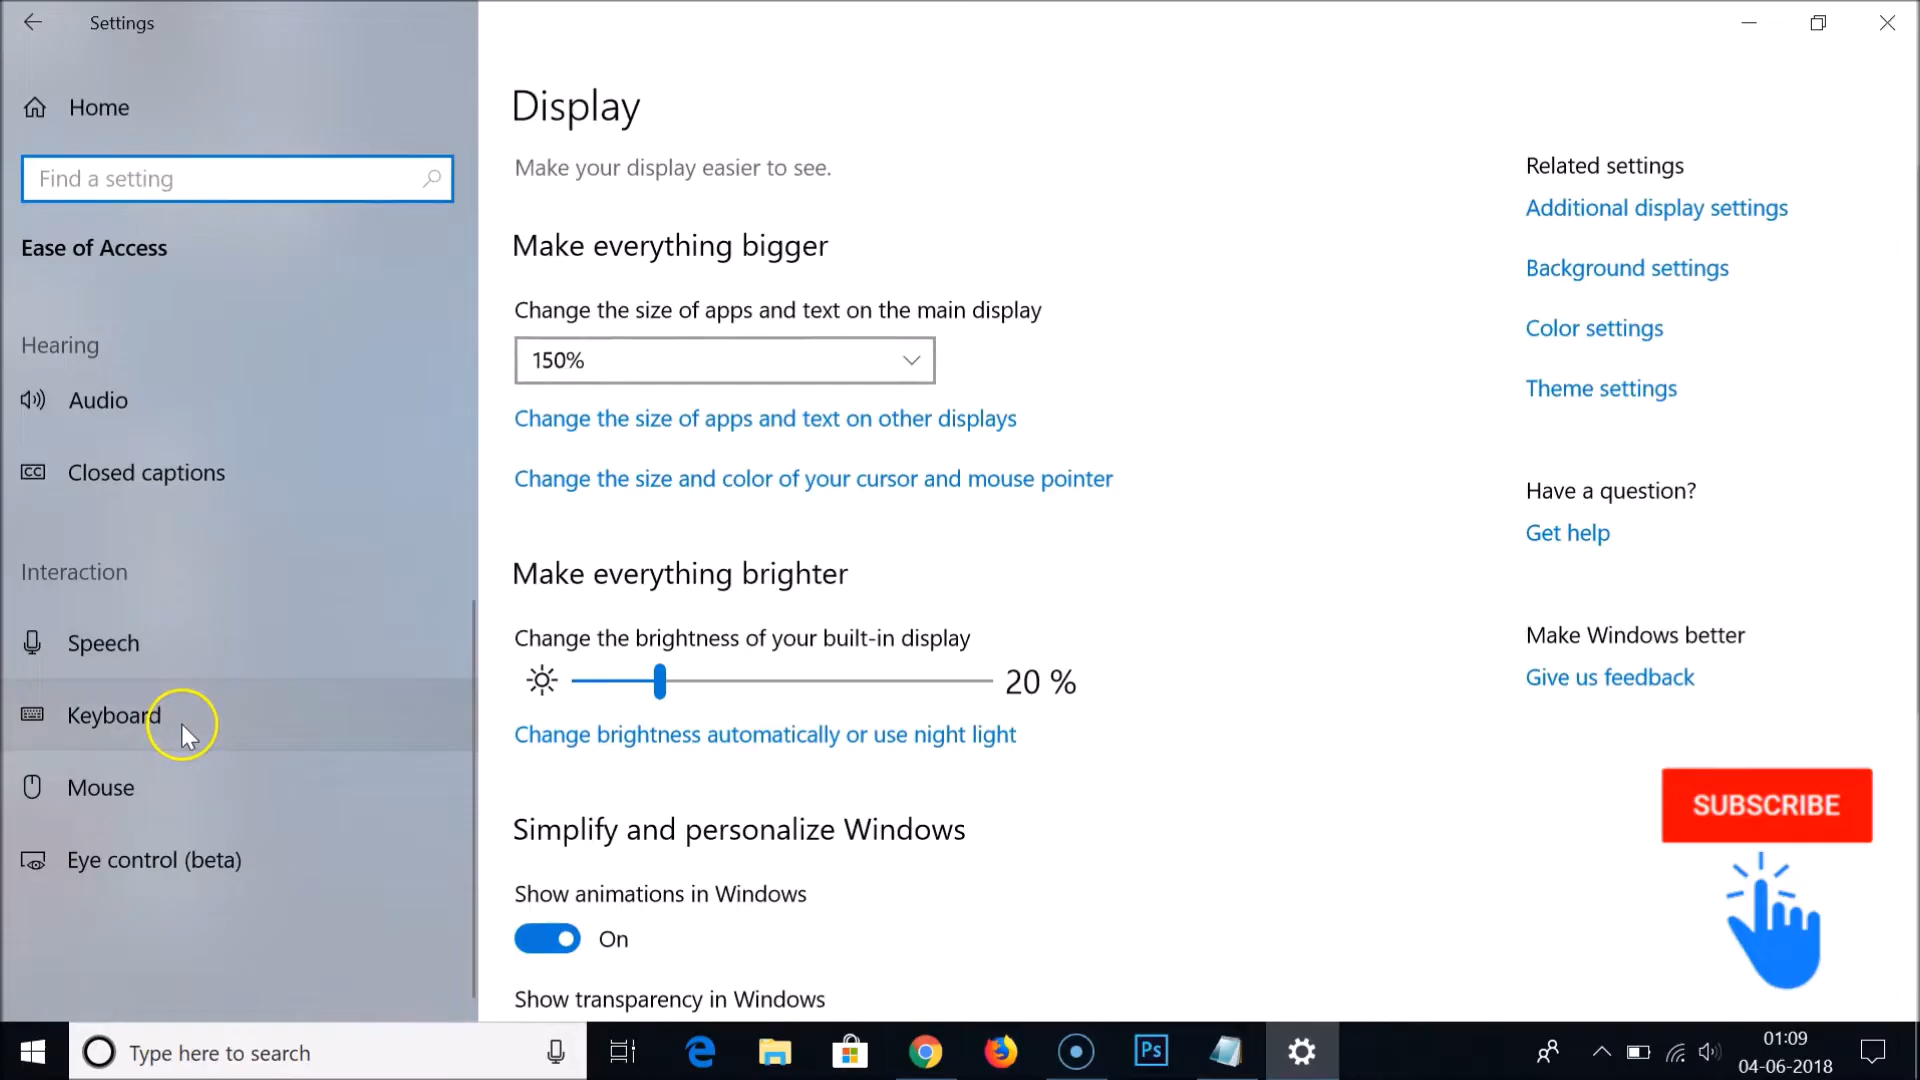 Settings
Home
Find a setting
Ease of Access
Hearing
Audio
CC Closed captions
Interaction
Speech
Keyboard
Mouse
Eye control (beta)
Display
Make your display easier to see.
Make everything bigger
Change the size of apps and text on the main display
150%
Change the size of apps and text on other displays
Change the size and color of your cursor and mouse pointer
Make everything brighter
Change the brightness of your built-in display
20 %
Change brightness automatically or use night light
Simplify and personalize Windows
Show animations in Windows
On
Show transparency in Windows
Related settings
Additional display settings
Background settings
Color settings
Theme settings
Have a question?
Get help
Make Windows better
Give us feedback
SUBSCRIBE
Type here to search
Ps
01:09
04-06-2018